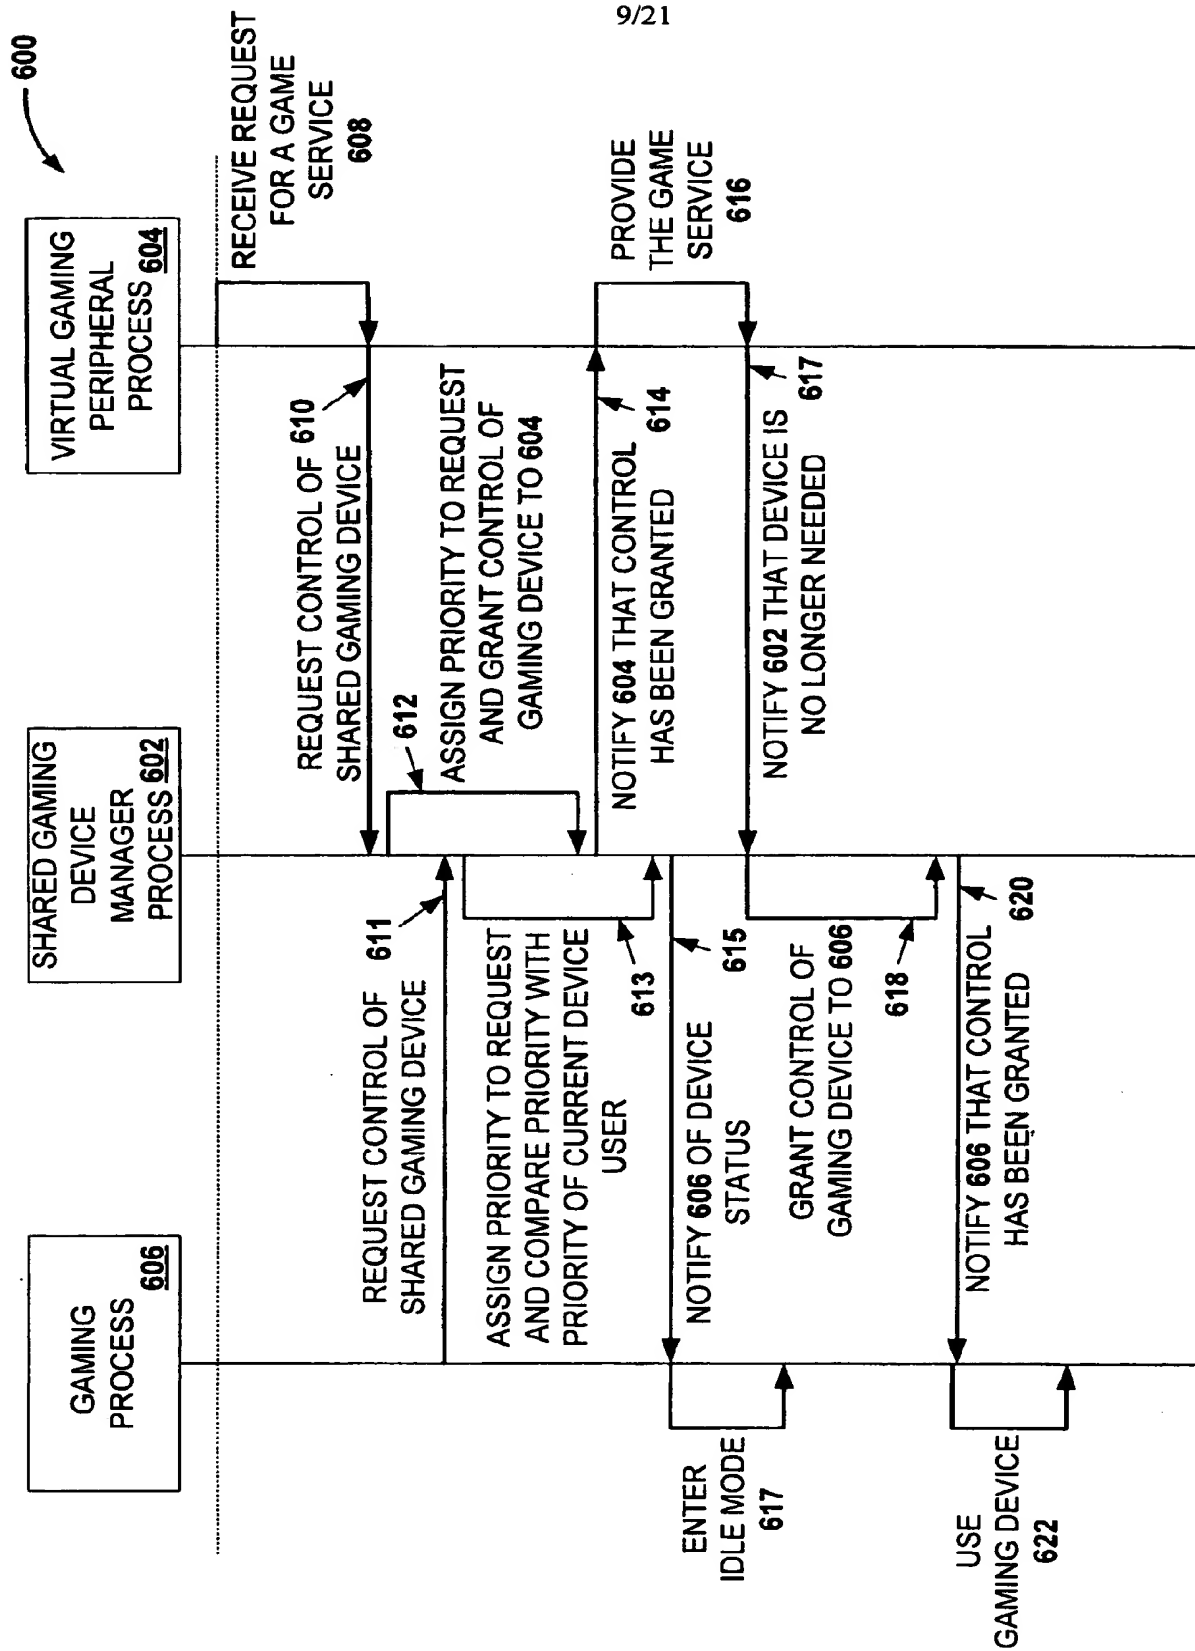 9/21
600
GAMING
PROCESS
606
SHARED GAMING
DEVICE
MANAGER
PROCESS 602
VIRTUAL GAMING
PERIPHERAL
PROCESS 604
RECEIVE REQUEST
FOR A GAME
SERVICE
608
REQUEST CONTROL OF 610
SHARED GAMING DEVICE
REQUEST CONTROL OF
SHARED GAMING DEVICE
611
612
ASSIGN PRIORITY TO REQUEST
AND GRANT CONTROL OF
GAMING DEVICE TO 604
ASSIGN PRIORITY TO REQUEST
AND COMPARE PRIORITY WITH
PRIORITY OF CURRENT DEVICE
USER
613
NOTIFY 604 THAT CONTROL
HAS BEEN GRANTED
614
PROVIDE
THE GAME
SERVICE
616
NOTIFY 606 OF DEVICE
STATUS
615
ENTER
IDLE MODE
617
NOTIFY 602 THAT DEVICE IS
NO LONGER NEEDED
617
GRANT CONTROL OF
GAMING DEVICE TO 606
618
NOTIFY 606 THAT CONTROL
HAS BEEN GRANTED
620
USE
GAMING DEVICE
622